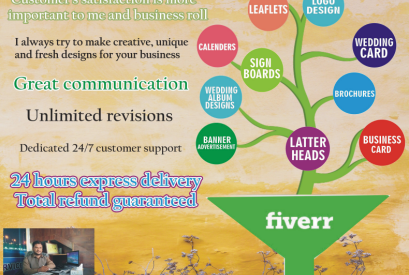 Customer's satisfaction is more
important to me and business roll
I always try to make creative, unique
and fresh designs for your business
Great communication
Unlimited revisions
Dedicated 24/7 customer support
24 hours express delivery
Total refund guaranteed
LEAFLETS
LOGO
DESIGN
CALENDERS
SIGN
BOARDS
WEDDING
CARD
WEDDING
ALBUM
DESIGNS
BROCHURES
BANNER
ADVERTISEMENT
LATTER
HEADS
BUSINESS
CARD
fiverr